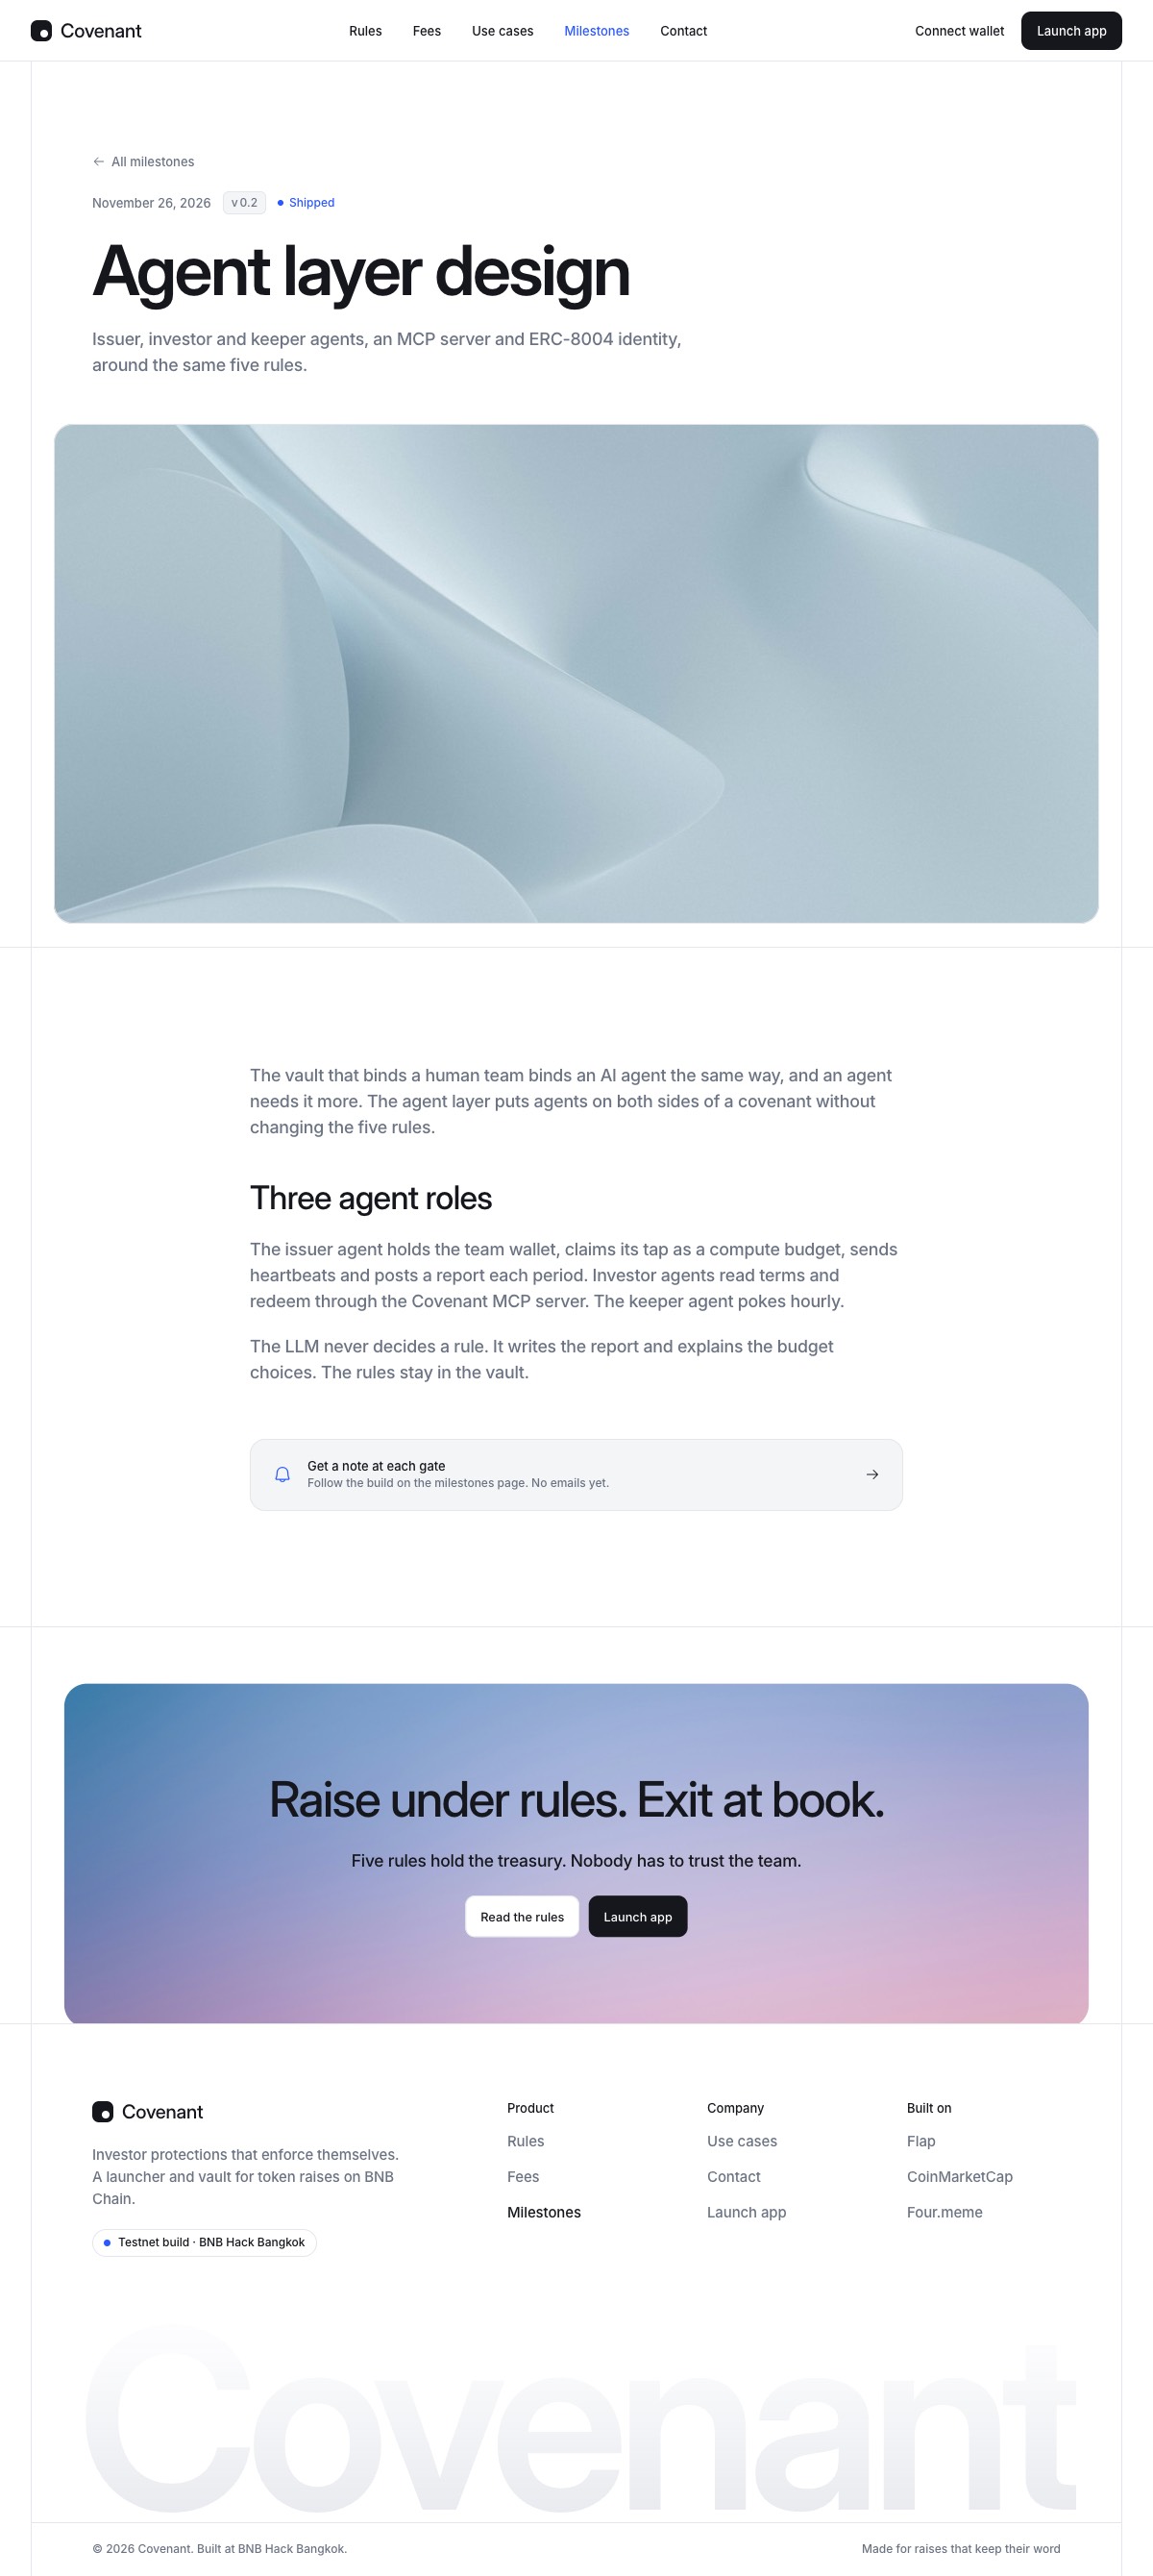 Covenant
Rules
Fees
Use cases
Milestones
Contact
Connect wallet
Launch app
← All milestones
November 26, 2026
v 0.2
Shipped
Agent layer design
Issuer, investor and keeper agents, an MCP server and ERC-8004 identity,
around the same five rules.
The vault that binds a human team binds an AI agent the same way, and an agent
needs it more. The agent layer puts agents on both sides of a covenant without
changing the five rules.
Three agent roles
The issuer agent holds the team wallet, claims its tap as a compute budget, sends
heartbeats and posts a report each period. Investor agents read terms and
redeem through the Covenant MCP server. The keeper agent pokes hourly.
The LLM never decides a rule. It writes the report and explains the budget
choices. The rules stay in the vault.
Get a note at each gate
Follow the build on the milestones page. No emails yet.
Raise under rules. Exit at book.
Five rules hold the treasury. Nobody has to trust the team.
Read the rules
Launch app
Covenant
Investor protections that enforce themselves.
A launcher and vault for token raises on BNB
Chain.
Testnet build · BNB Hack Bangkok
Product
Rules
Fees
Milestones
Company
Use cases
Contact
Launch app
Built on
Flap
CoinMarketCap
Four.meme
Covenant
© 2026 Covenant. Built at BNB Hack Bangkok.
Made for raises that keep their word